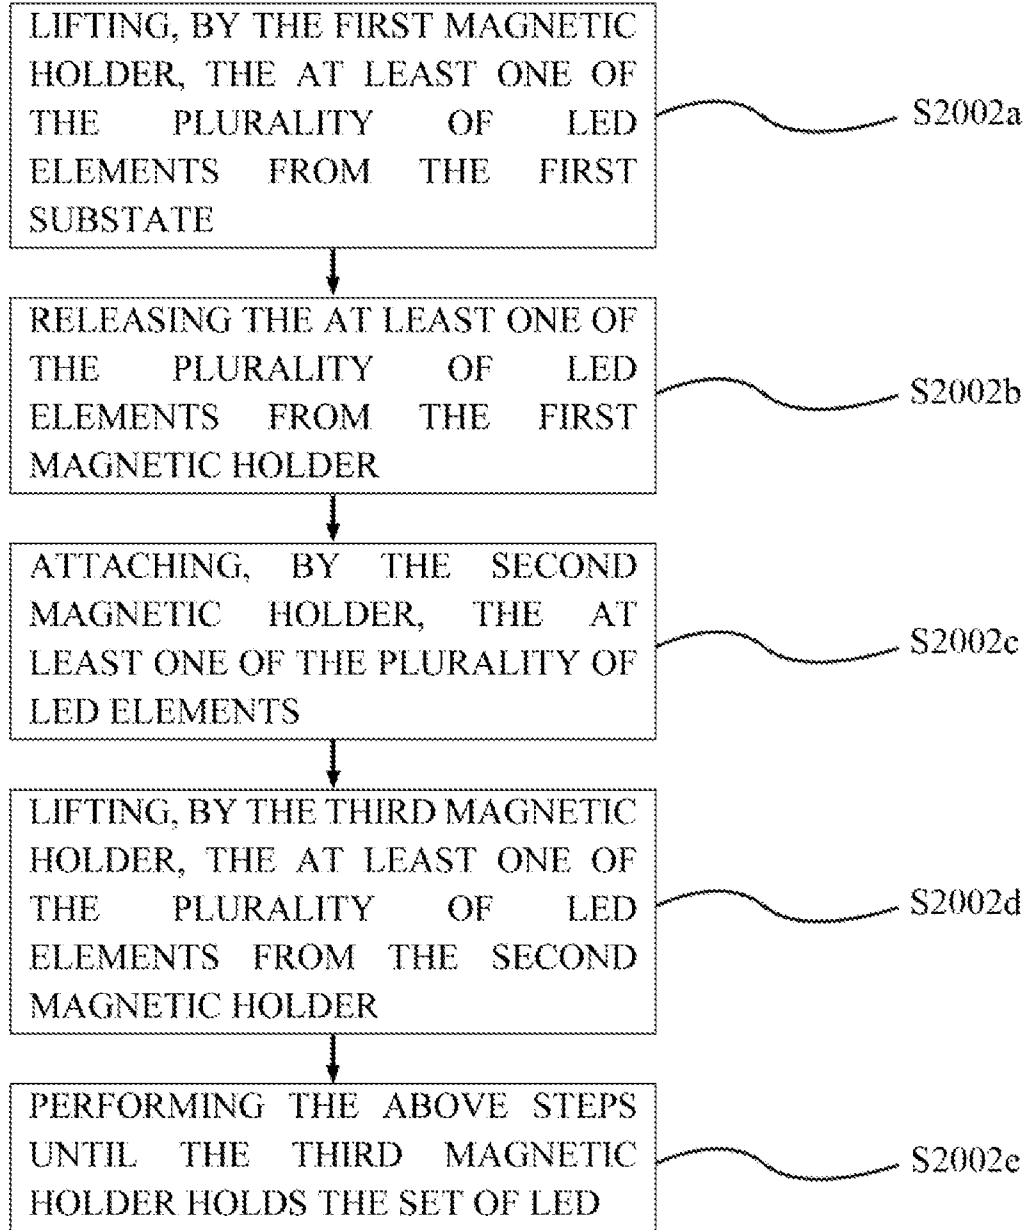 LIFTING, BY THE FIRST MAGNETIC
HOLDER, THE AT LEAST ONE OF
THE PLURALITY OF LED
ELEMENTS FROM THE FIRST
SUBSTATE
S2002a
RELEASING THE AT LEAST ONE OF
THE PLURALITY OF LED
ELEMENTS FROM THE FIRST
MAGNETIC HOLDER
S2002b
ATTACHING, BY THE SECOND
MAGNETIC HOLDER, THE AT
LEAST ONE OF THE PLURALITY OF
LED ELEMENTS
S2002c
LIFTING, BY THE THIRD MAGNETIC
HOLDER, THE AT LEAST ONE OF
THE PLURALITY OF LED
ELEMENTS FROM THE SECOND
MAGNETIC HOLDER
S2002d
PERFORMING THE ABOVE STEPS
UNTIL THE THIRD MAGNETIC
HOLDER HOLDS THE SET OF LED
S2002e